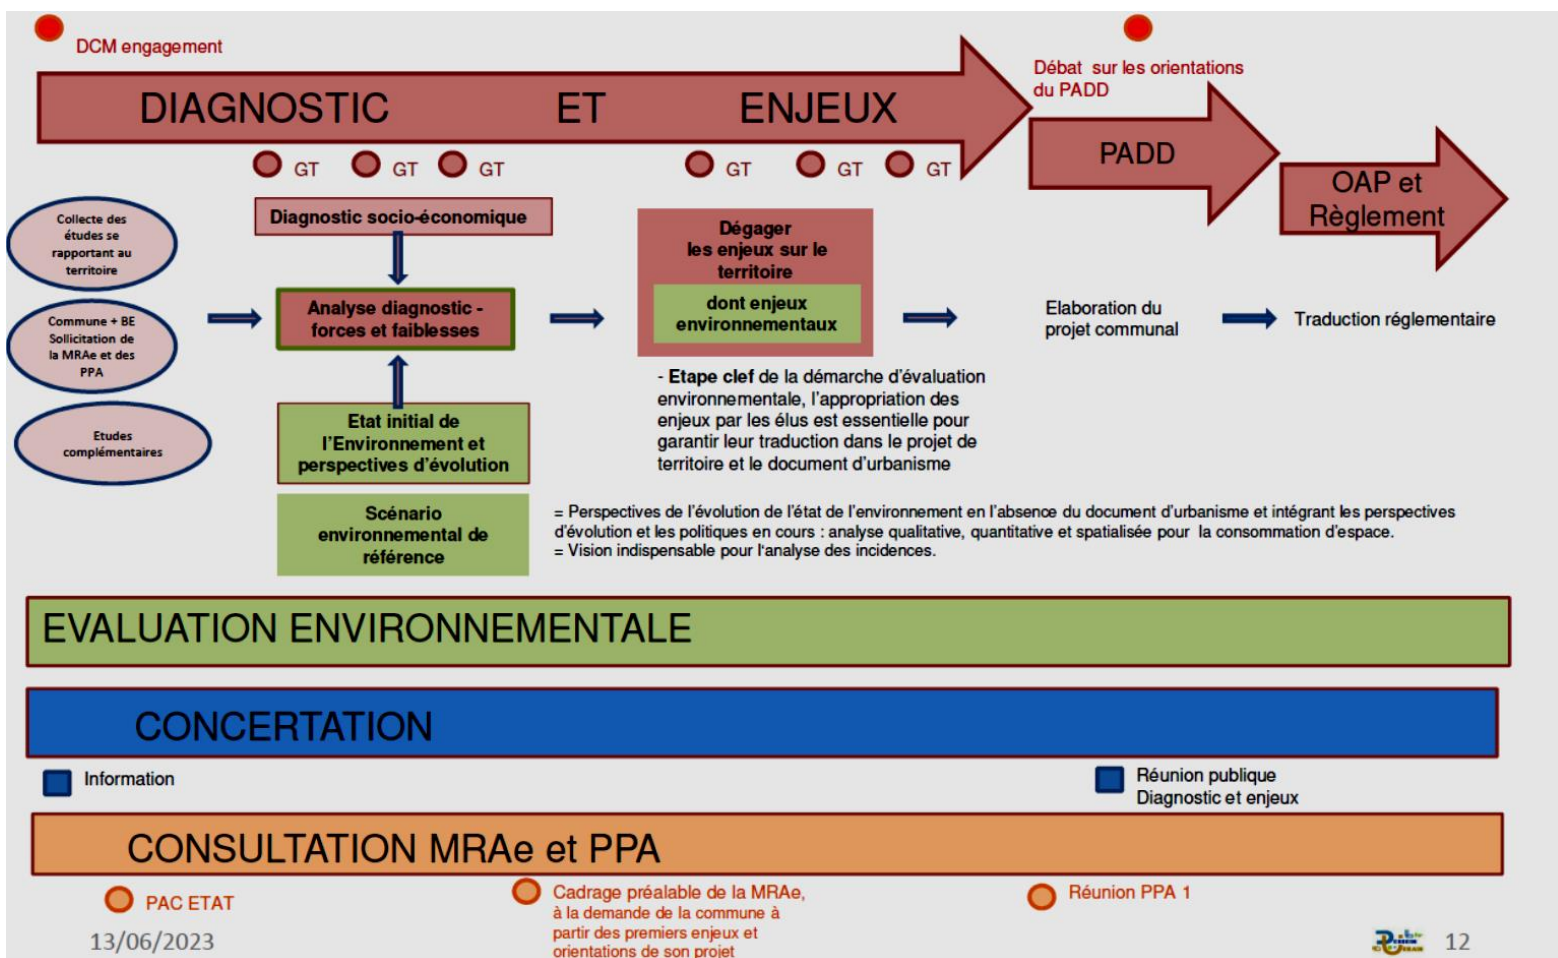 DCM engagement
Débat sur les orientations
du PADD
DIAGNOSTIC ET ENJEUX
PADD
OAP et
Règlement
GT GT GT GT GT GT
Collecte des
études se
rapportant au
territoire
Commune + BE
Sollicitation de
la MRAe et des
PPA
Etudes
complémentaires
Diagnostic socio-économique
Analyse diagnostic -
forces et faiblesses
Etat initial de
l'Environnement et
perspectives d'évolution
Scénario
environnemental de
référence
Dégager
les enjeux sur le
territoire
dont enjeux
environnementaux
Elaboration du
projet communal
Traduction réglementaire
- Etape clef de la démarche d'évaluation
environnementale, l'appropriation des
enjeux par les élus est essentielle pour
garantir leur traduction dans le projet de
territoire et le document d'urbanisme
= Perspectives de l'évolution de l'état de l'environnement en l'absence du document d'urbanisme et intégrant les perspectives
d'évolution et les politiques en cours : analyse qualitative, quantitative et spatialisée pour la consommation d'espace.
= Vision indispensable pour l'analyse des incidences.
EVALUATION ENVIRONNEMENTALE
CONCERTATION
Information
Réunion publique
Diagnostic et enjeux
CONSULTATION MRAe et PPA
PAC ETAT
Cadrage préalable de la MRAe,
à la demande de la commune à
partir des premiers enjeux et
orientations de son projet
Réunion PPA 1
13/06/2023
12